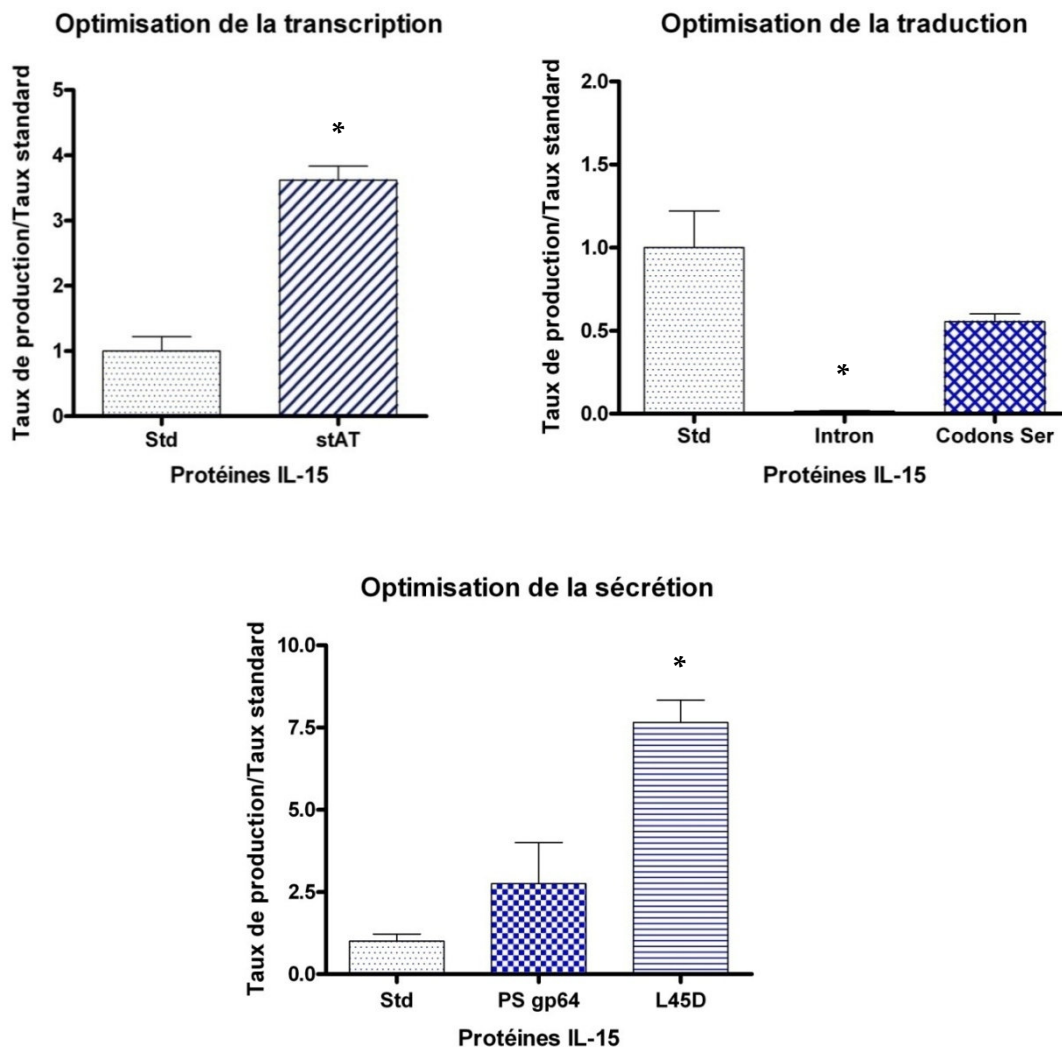 Optimisation de la transcription
Taux de production/Taux standard
5
4
3
2
1
0
*
Std
stAT
Protéines IL-15
Optimisation de la traduction
Taux de production/Taux standard
2.0
1.5
1.0
0.5
0.0
*
Std
Intron
Codons Ser
Protéines IL-15
Optimisation de la sécrétion
Taux de production/Taux standard
10.0
7.5
5.0
2.5
0.0
*
Std
PS gp64
L45D
Protéines IL-15